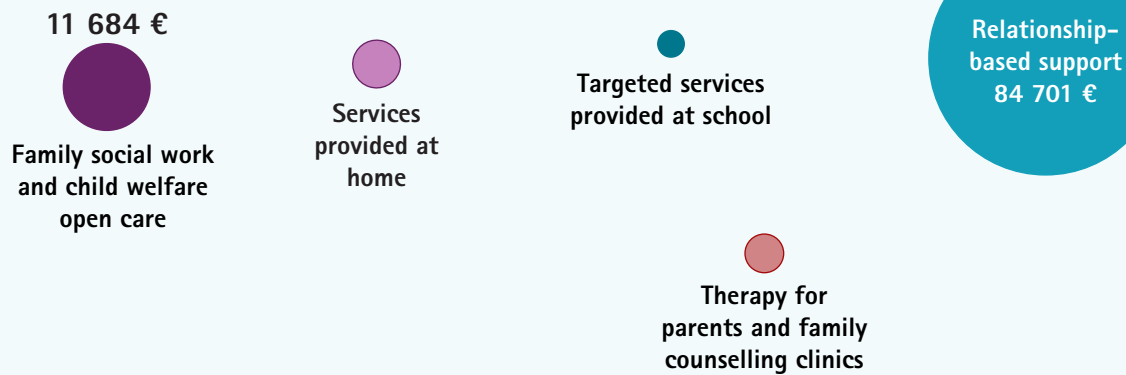 11 684 €
Family social work
and child welfare
open care
Services
provided at
home
Targeted services
provided at school
Relationship-
based support
84 701 €
Therapy for
parents and family
counselling clinics